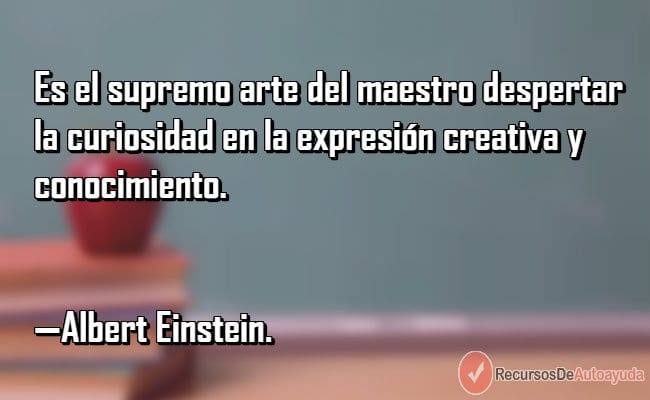 Es el supremo arte del maestro despertar
la curiosidad en la expresión creativa y
conocimiento.
—Albert Einstein.
RecursosDeAutoayuda